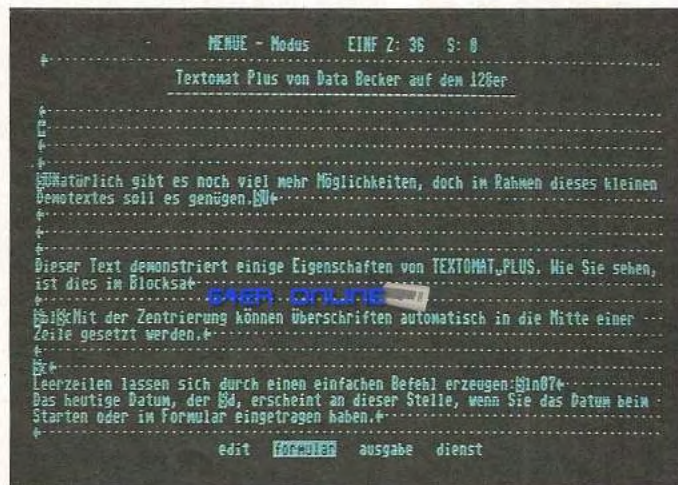 MENUE - Modus EINF Z: 36 S: 0
Textomat Plus von Data Becker auf dem 128er
Natürlich gibt es noch viel mehr Möglichkeiten, doch im Rahmen dieses kleinen
Demotextes soll es genügen.
Dieser Text demonstriert einige Eigenschaften von TEXTOMAT PLUS. Wie Sie sehen,
ist dies im Blocksa
64ER ONLINE
Mit der Zentrierung können Überschriften automatisch in die Mitte einer
Zeile gesetzt werden.
Leerzeilen lassen sich durch einen einfachen Befehl erzeugen:
Das heutige Datum, der d, erscheint an dieser Stelle, wenn Sie das Datum beim
Starten oder im Formular eingetragen haben.
edit formular ausgabe dienst